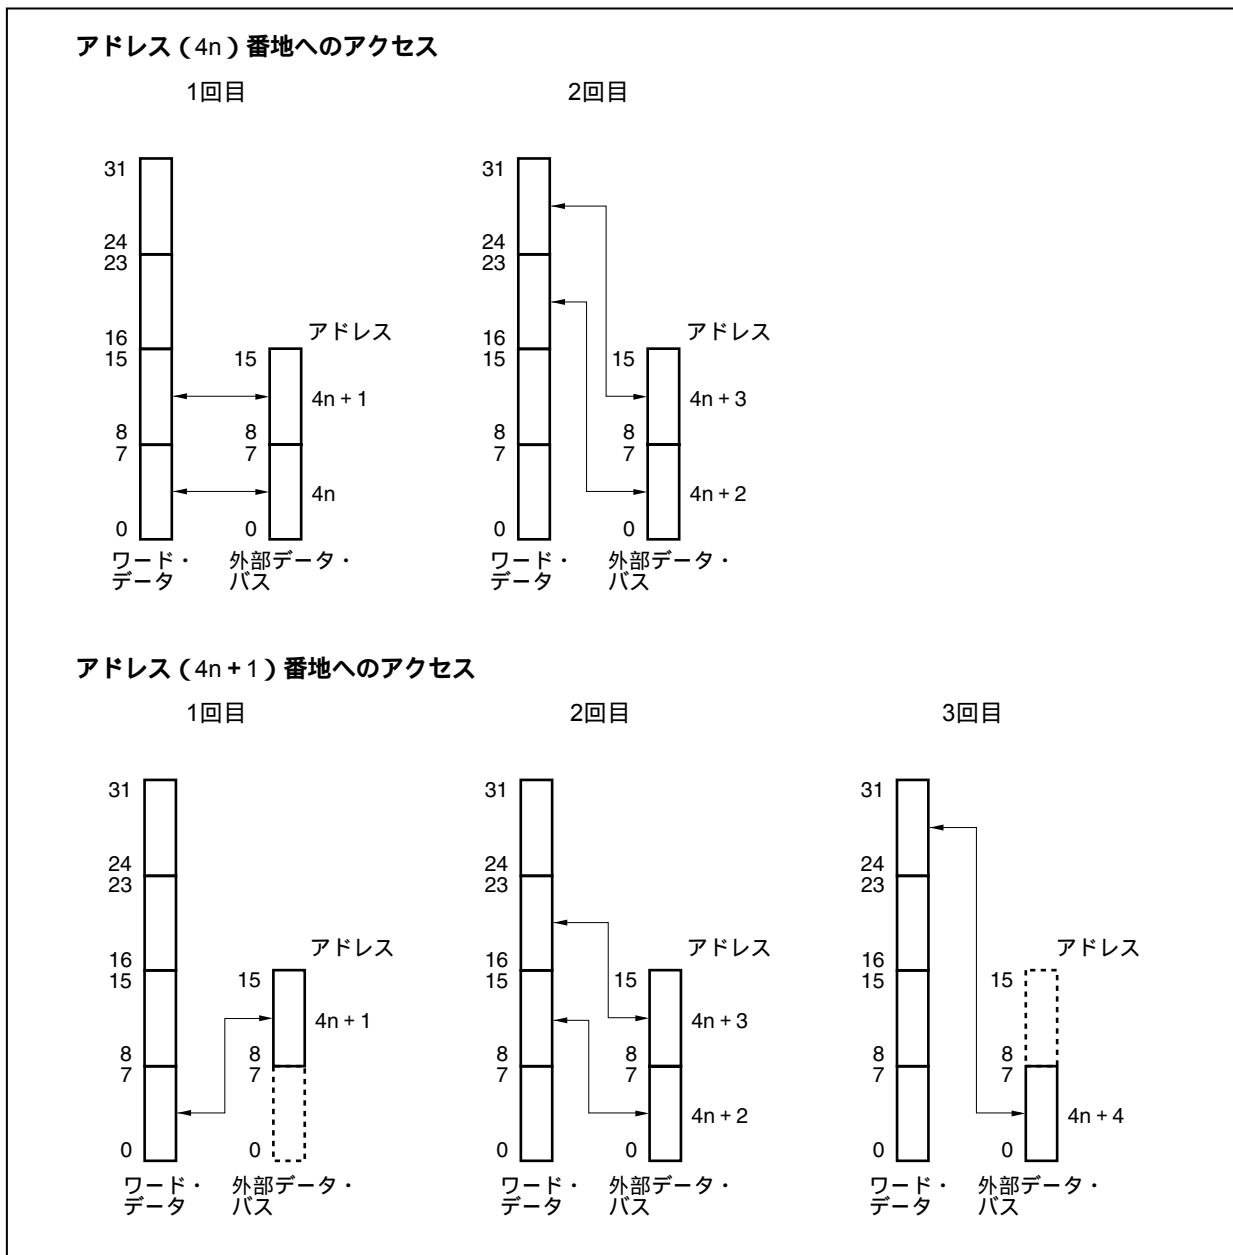 アドレス（4n）番地へのアクセス
1回目
2回目
31
24
23
16
15
8
7
0
ワード・
データ
アドレス
15
4n + 1
8
7
4n
0
外部データ・
バス
31
24
23
16
15
8
7
0
ワード・
データ
アドレス
15
4n + 3
8
7
4n + 2
0
外部データ・
バス
アドレス（4n + 1）番地へのアクセス
1回目
2回目
3回目
31
24
23
16
15
8
7
0
ワード・
データ
アドレス
15
4n + 1
8
7
0
外部データ・
バス
31
24
23
16
15
8
7
0
ワード・
データ
アドレス
15
4n + 3
8
7
4n + 2
0
外部データ・
バス
31
24
23
16
15
8
7
0
ワード・
データ
アドレス
15
8
7
4n + 4
0
外部データ・
バス